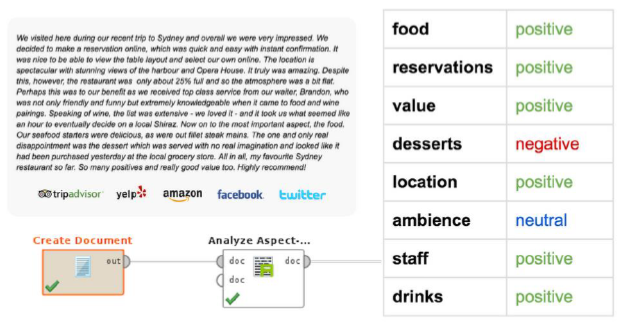 We visited here during our recent trip to Sydney and overall we were very impressed. We
decided to make a reservation online, which was quick and easy with instant confirmation. It
was nice to be able to view the table layout and select our own online. The location is
spectacular with stunning views of the harbour and Opera House. It truly was amazing. Despite
this, however, the restaurant was only about 25% full and so the atmosphere was a bit flat.
Perhaps this was to our benefit as we received top class service from our waiter, Brandon, who
was not only friendly and funny but extremely knowledgeable when it came to food and wine
pairings. Speaking of wine, the list was extensive - we loved it - and it took us what seemed like
an hour to eventually decide on a local Shiraz. Now on to the most important aspect, the food.
Our seafood starters were delicious, as were out fillet steak mains. The one and only real
disappointment was the dessert which was served with no real imagination and looked like it
had been purchased yesterday at the local grocery store. All in all, my favourite Sydney
restaurant so far. So many positives and really good value too. Highly recommend!
tripadvisor yelp amazon facebook twitter
Create Document
out
Analyze Aspect-...
doc doc
doc
food positive
reservations positive
value positive
desserts negative
location positive
ambience neutral
staff positive
drinks positive